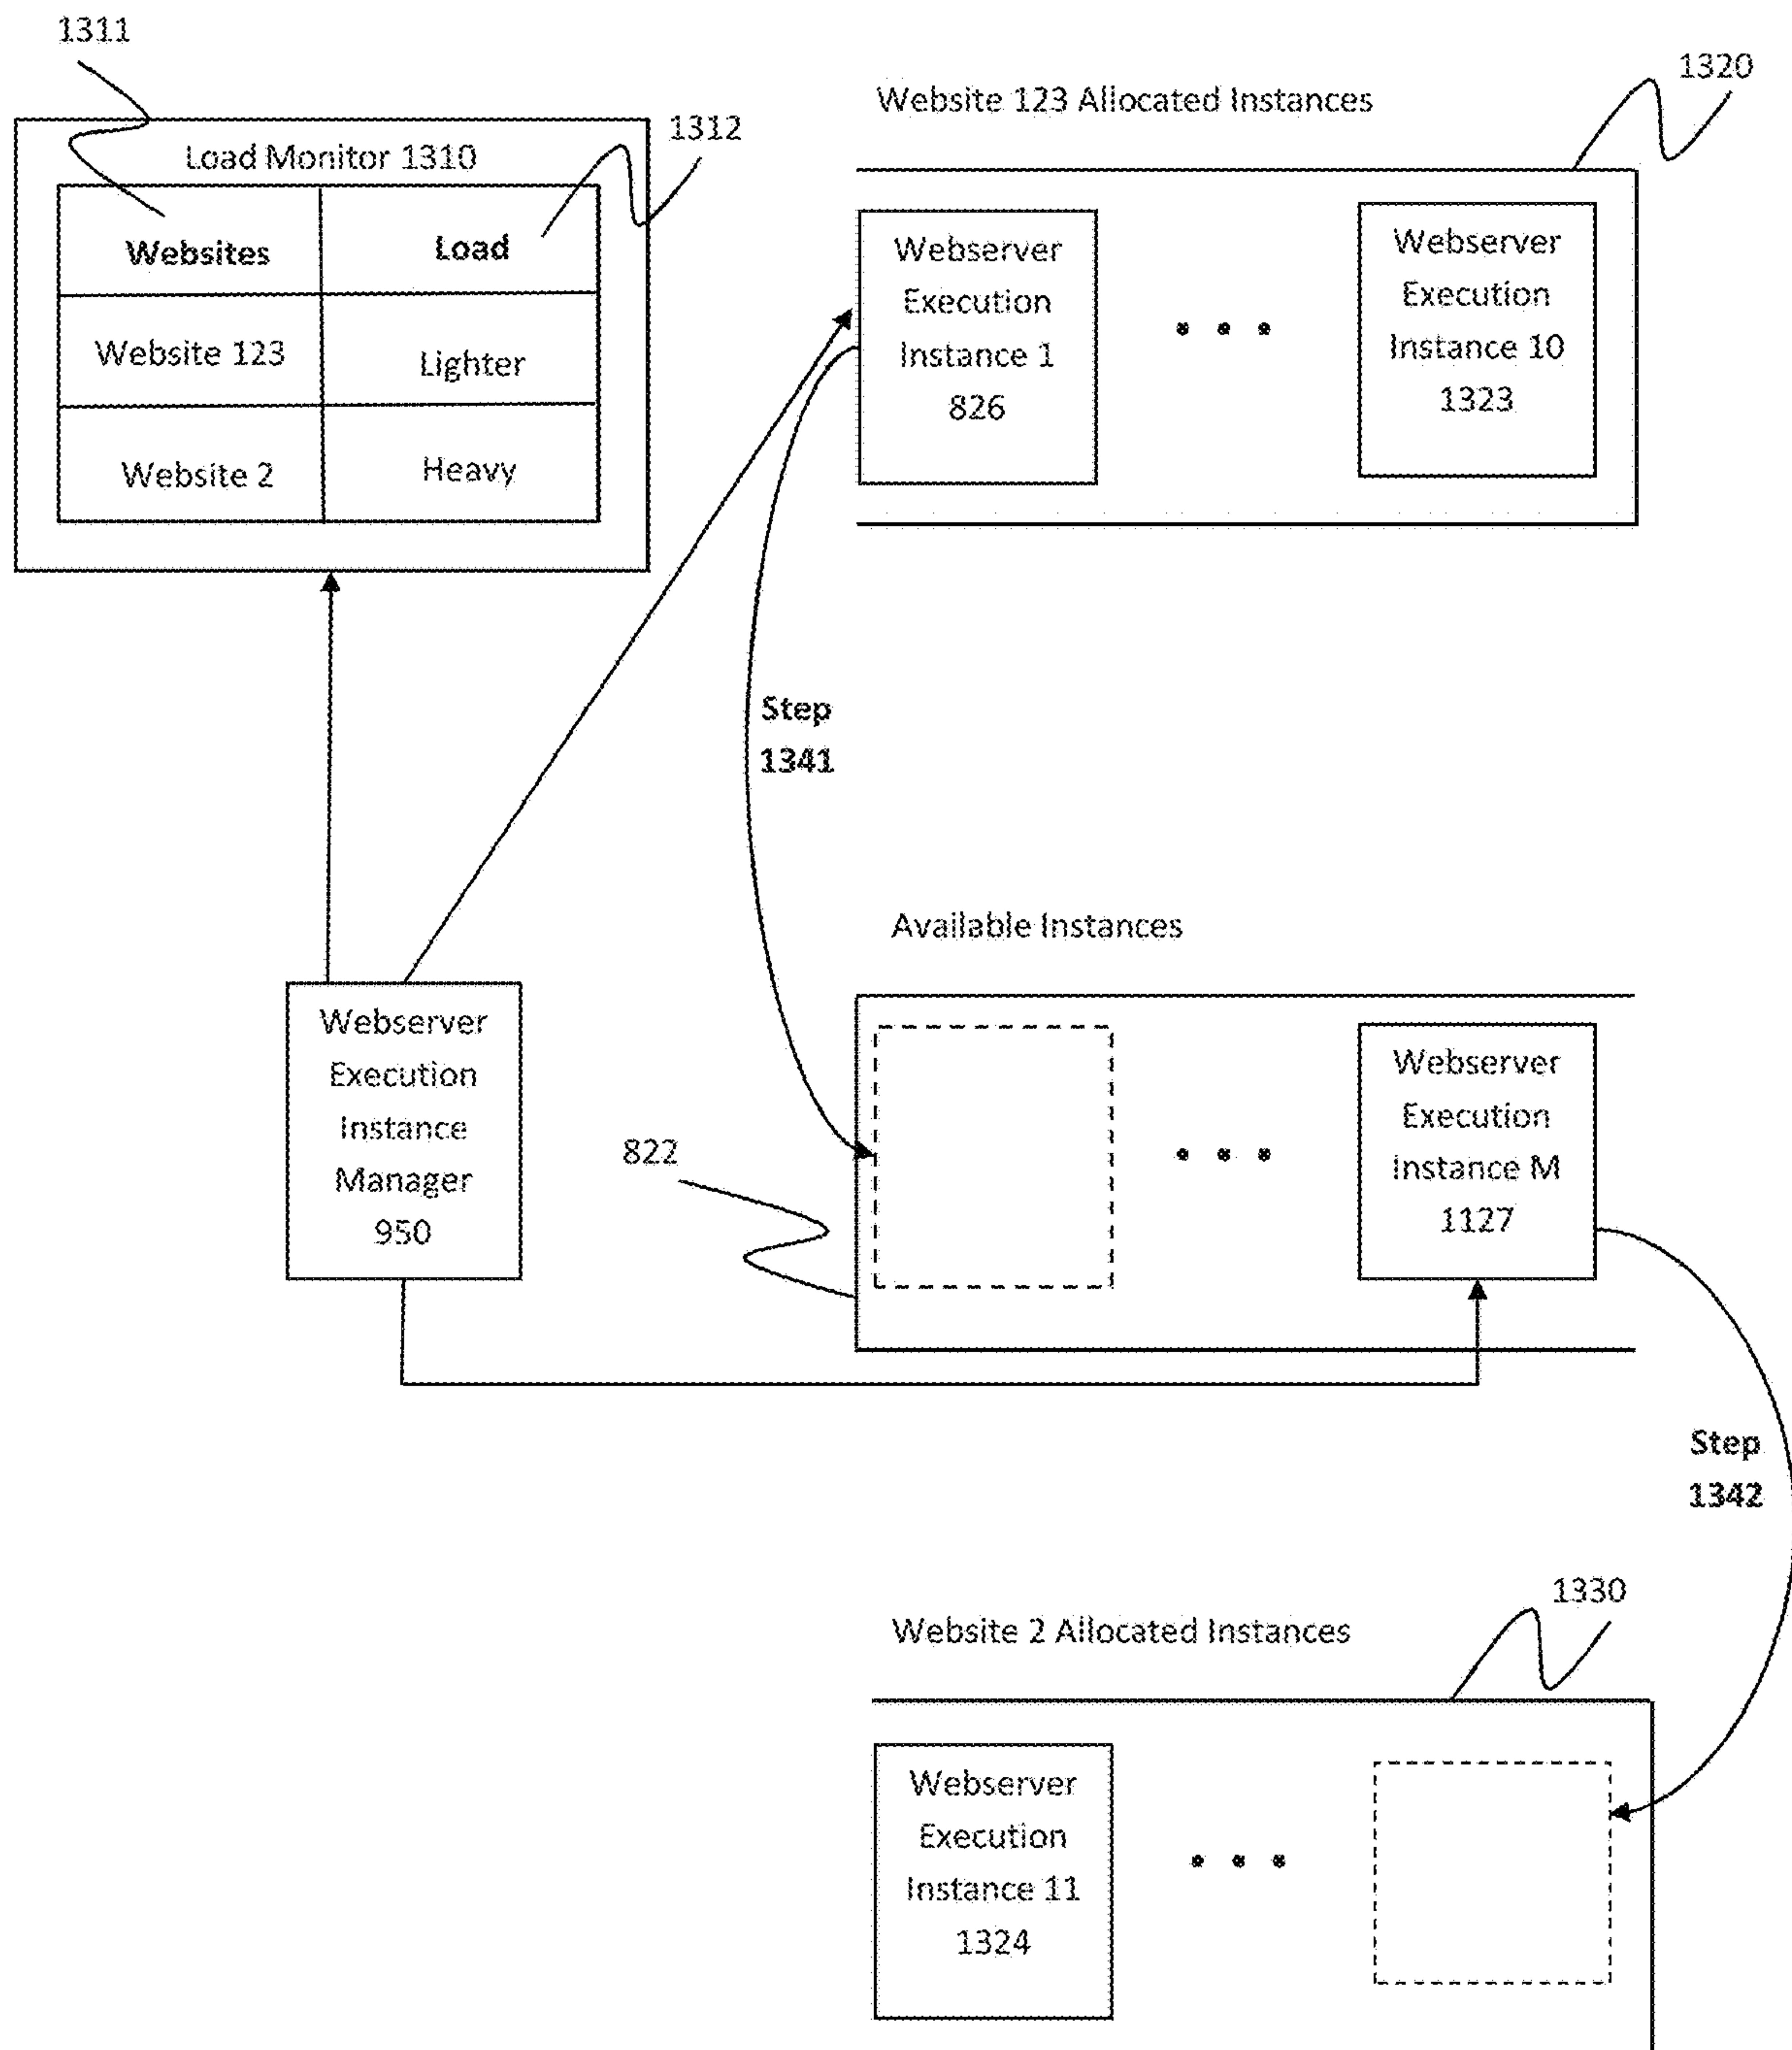 1311
1320
Website 123 Allocated Instances
1312
Load Monitor 1310
Websites
Load
Website 123
Lighter
Website 2
Heavy
Webserver
Execution
Instance 1
826
Webserver
Execution
Instance 10
1323
Step
1341
Available Instances
Webserver
Execution
Instance
Manager
950
822
Webserver
Execution
Instance M
1127
Step
1342
1330
Website 2 Allocated Instances
Webserver
Execution
Instance 11
1324